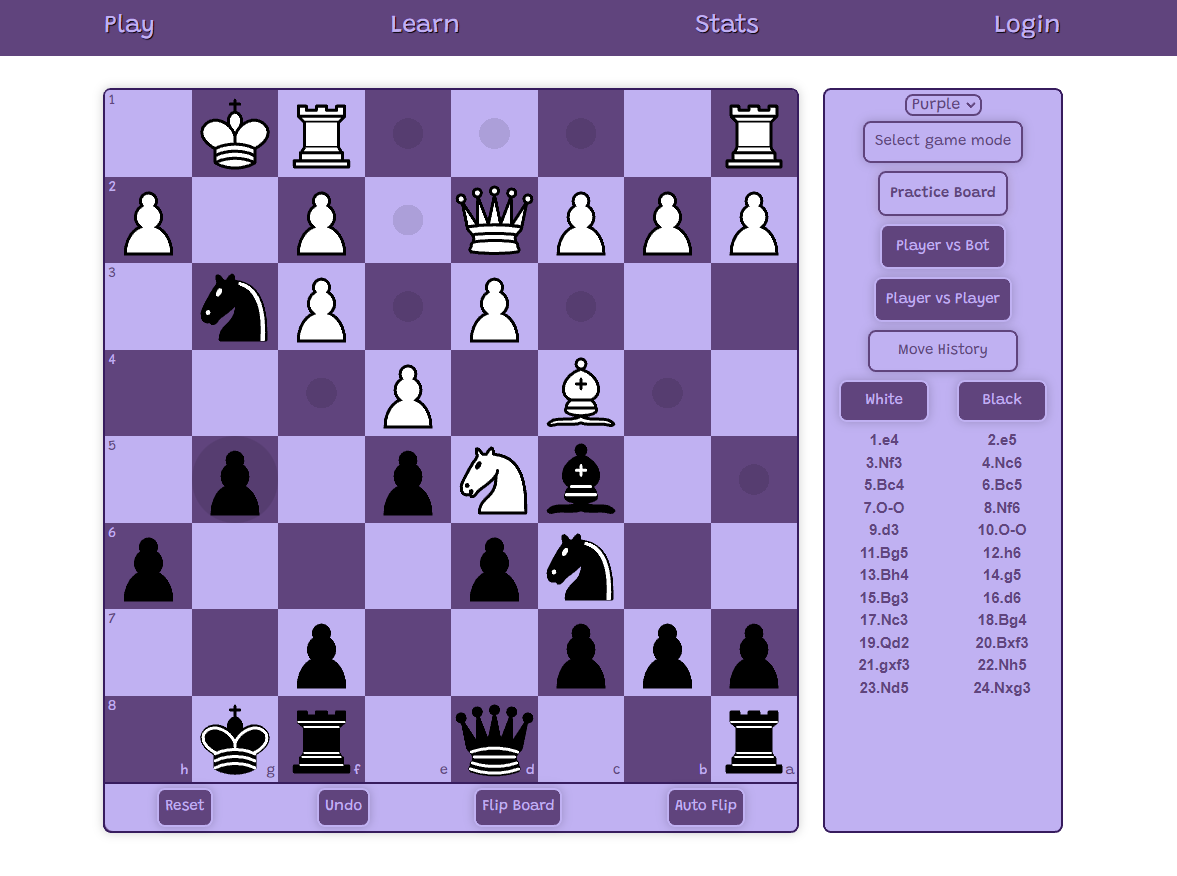 Play Learn Stats Login
1
2
3
4
5
6
7
8
h g f e d c b a
Reset Undo Flip Board Auto Flip
Purple
Select game mode
Practice Board
Player vs Bot
Player vs Player
Move History
White Black
1.e4 2.e5
3.Nf3 4.Nc6
5.Bc4 6.Bc5
7.O-O 8.Nf6
9.d3 10.O-O
11.Bg5 12.h6
13.Bh4 14.g5
15.Bg3 16.d6
17.Nc3 18.Bg4
19.Qd2 20.Bxf3
21.gxf3 22.Nh5
23.Nd5 24.Nxg3